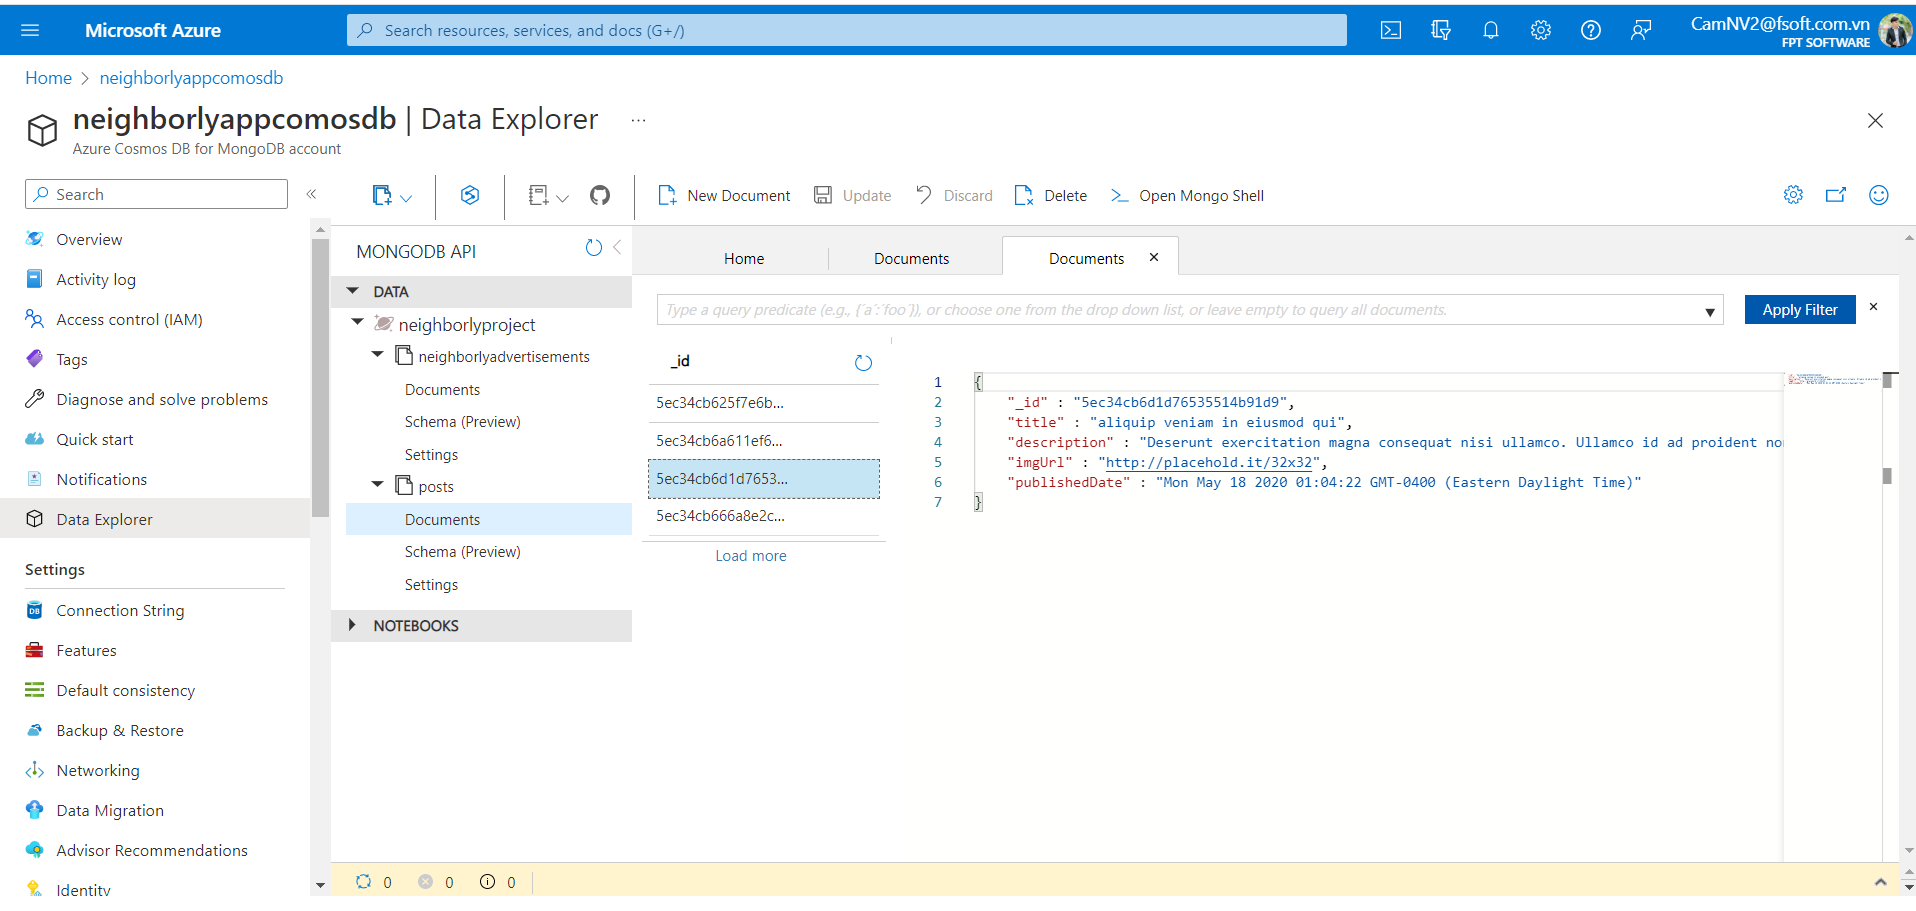 Microsoft Azure
Search resources, services, and docs (G+/)
CamNV2@fsoft.com.vn
FPT SOFTWARE
Home > neighborlyappcomosdb
neighborlyappcomosdb | Data Explorer ...
Azure Cosmos DB for MongoDB account
Search
New Document
Update
Discard
Delete
Open Mongo Shell
Overview
Activity log
Access control (IAM)
Tags
Diagnose and solve problems
Quick start
Notifications
Data Explorer
Settings
Connection String
Features
Default consistency
Backup & Restore
Networking
Data Migration
Advisor Recommendations
Identity
MONGODB API
DATA
neighborlyproject
neighborlyadvertisements
Documents
Schema (Preview)
Settings
posts
Documents
Schema (Preview)
Settings
NOTEBOOKS
Home
Documents
Documents
Type a query predicate (e.g., {´a´:´foo´}), or choose one from the drop down list, or leave empty to query all documents.
Apply Filter
_id
5ec34cb625f7e6b...
5ec34cb6a611ef6...
5ec34cb6d1d7653...
5ec34cb666a8e2c...
Load more
1 {
2 "_id" : "5ec34cb6d1d76535514b91d9",
3 "title" : "aliquip veniam in eiusmod qui",
4 "description" : "Deserunt exercitation magna consequat nisi ullamco. Ullamco id ad proident no
5 "imgUrl" : "http://placehold.it/32x32",
6 "publishedDate" : "Mon May 18 2020 01:04:22 GMT-0400 (Eastern Daylight Time)"
7 }
0 0 0